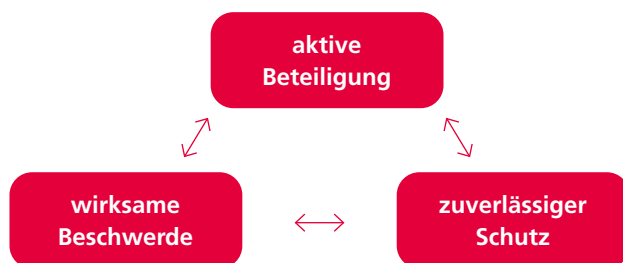 aktive
Beteiligung
wirksame
Beschwerde
zuverlässiger
Schutz